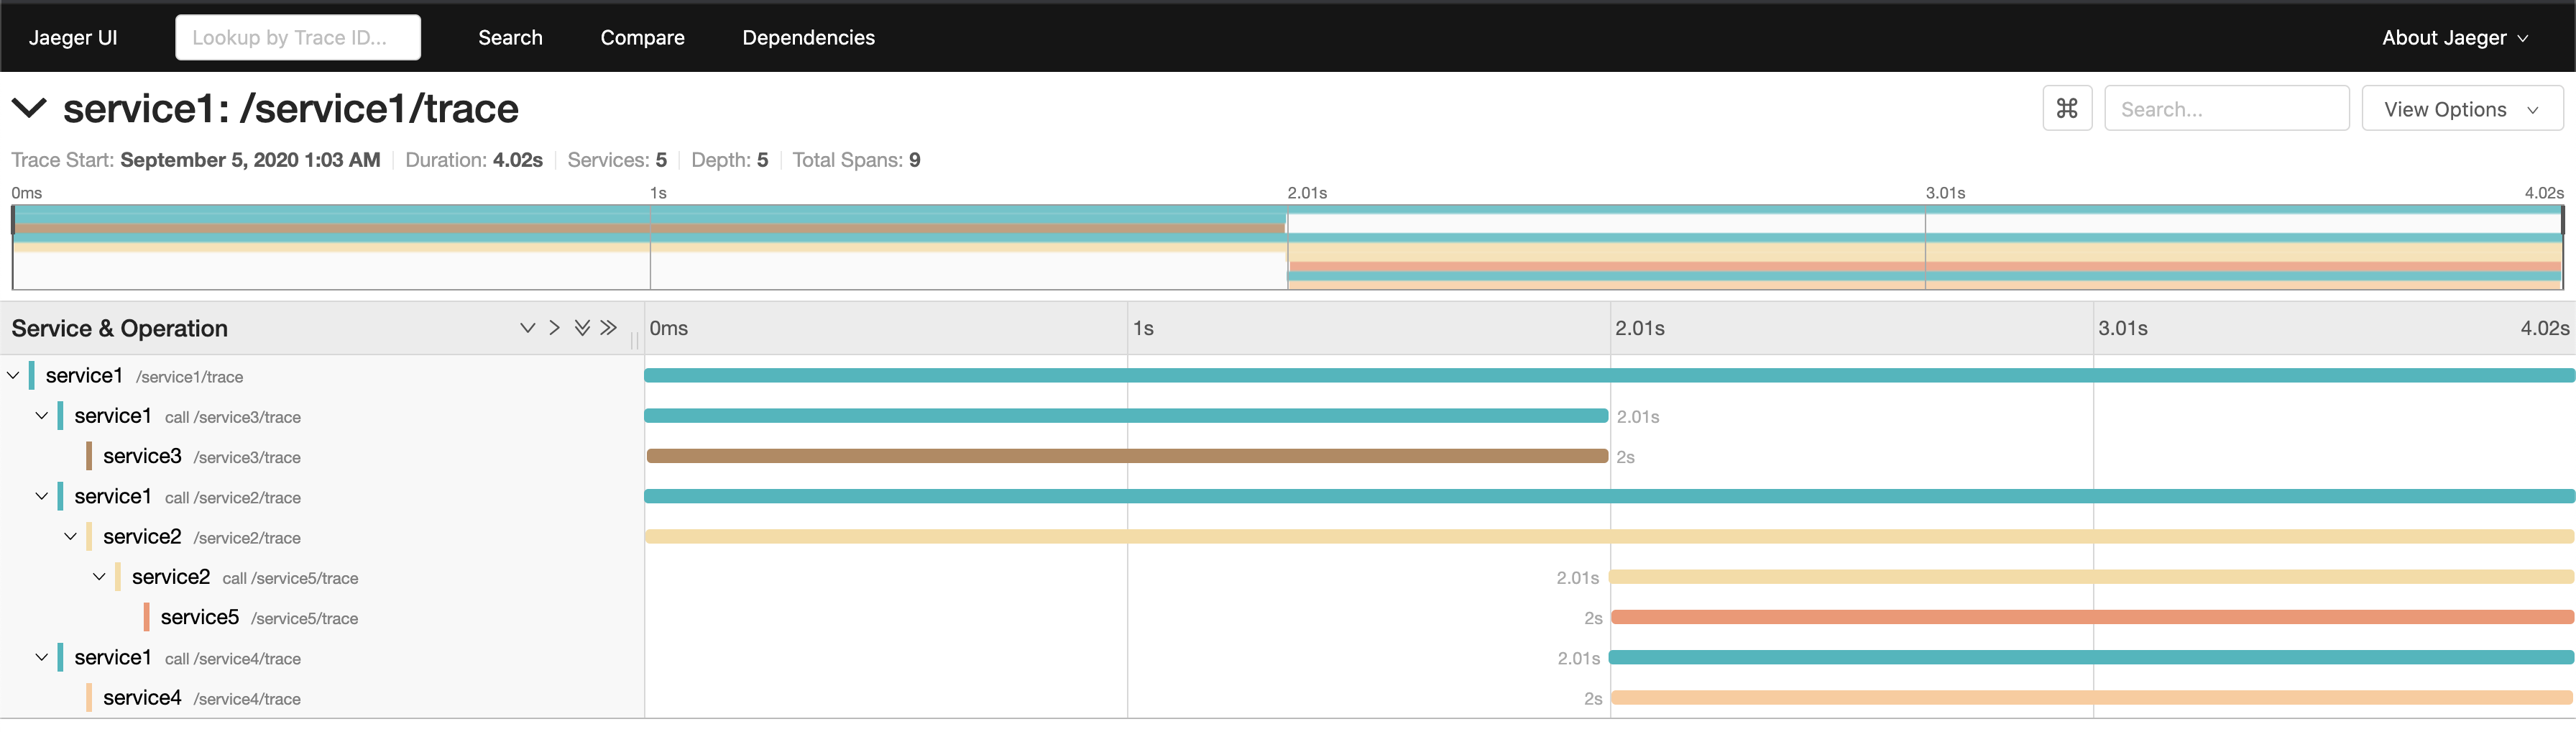 Jaeger UI Lookup by Trace ID... Search Compare Dependencies About Jaeger
service1: /service1/trace ⌘ Search... View Options
Trace Start: September 5, 2020 1:03 AM Duration: 4.02s Services: 5 Depth: 5 Total Spans: 9
0ms 1s 2.01s 3.01s 4.02s
Service & Operation 0ms 1s 2.01s 3.01s 4.02s
service1 /service1/trace
service1 call /service3/trace 2.01s
service3 /service3/trace 2s
service1 call /service2/trace
service2 /service2/trace
service2 call /service5/trace 2.01s
service5 /service5/trace 2s
service1 call /service4/trace 2.01s
service4 /service4/trace 2s